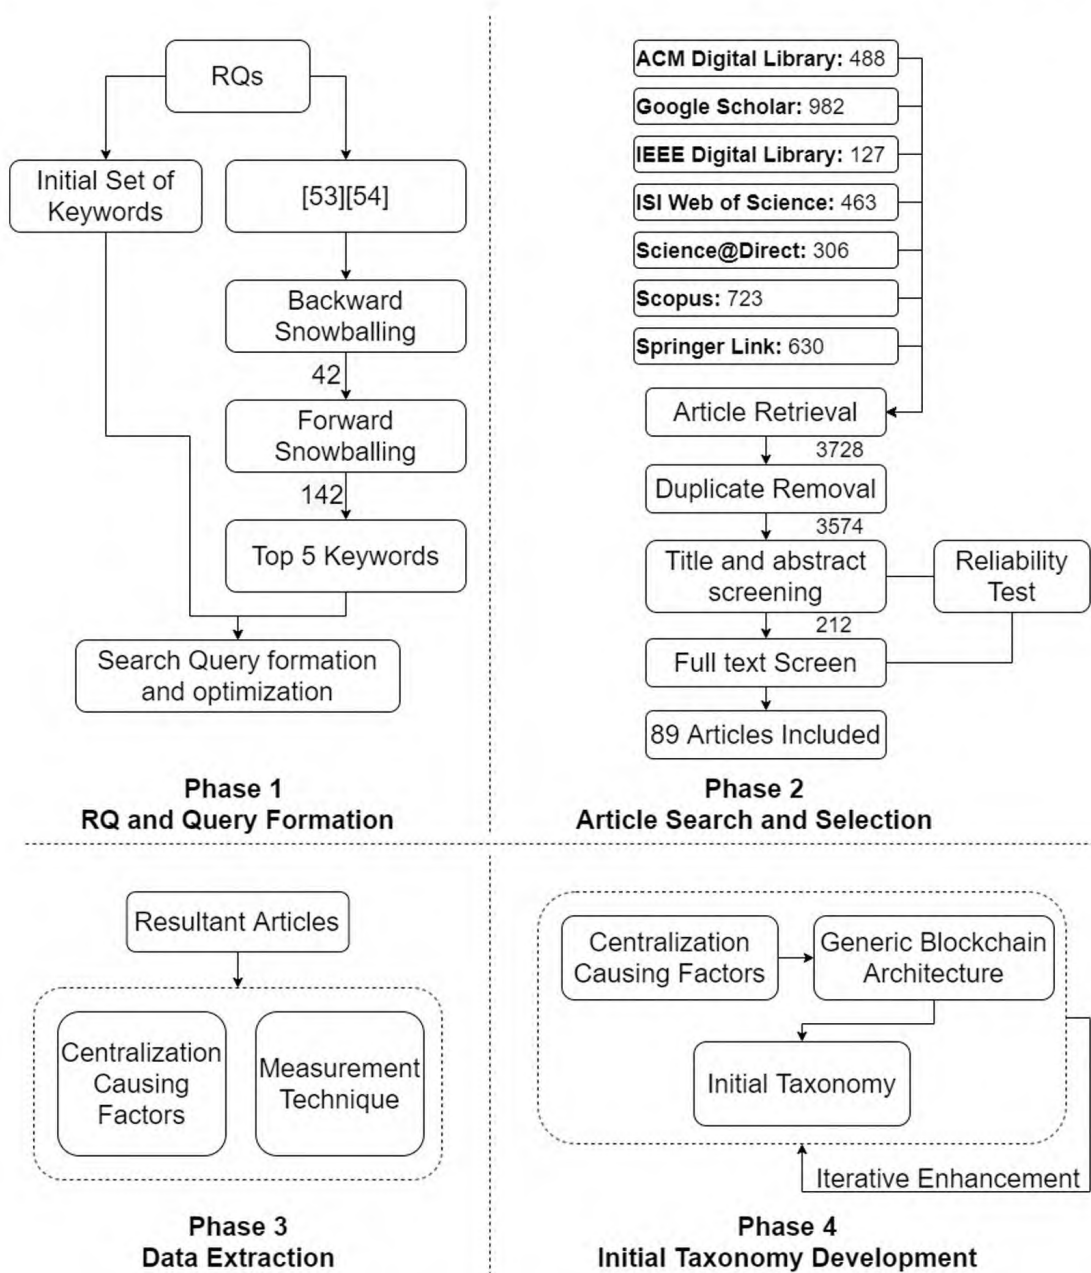 RQs
Initial Set of
Keywords
[53][54]
Backward
Snowballing
42
Forward
Snowballing
142
Top 5 Keywords
Search Query formation
and optimization
Phase 1
RQ and Query Formation
ACM Digital Library: 488
Google Scholar: 982
IEEE Digital Library: 127
ISI Web of Science: 463
Science@Direct: 306
Scopus: 723
Springer Link: 630
Article Retrieval
3728
Duplicate Removal
3574
Title and abstract
screening
Reliability
Test
212
Full text Screen
89 Articles Included
Phase 2
Article Search and Selection
Resultant Articles
Centralization
Causing
Factors
Measurement
Technique
Phase 3
Data Extraction
Centralization
Causing Factors
Generic Blockchain
Architecture
Initial Taxonomy
Iterative Enhancement
Phase 4
Initial Taxonomy Development